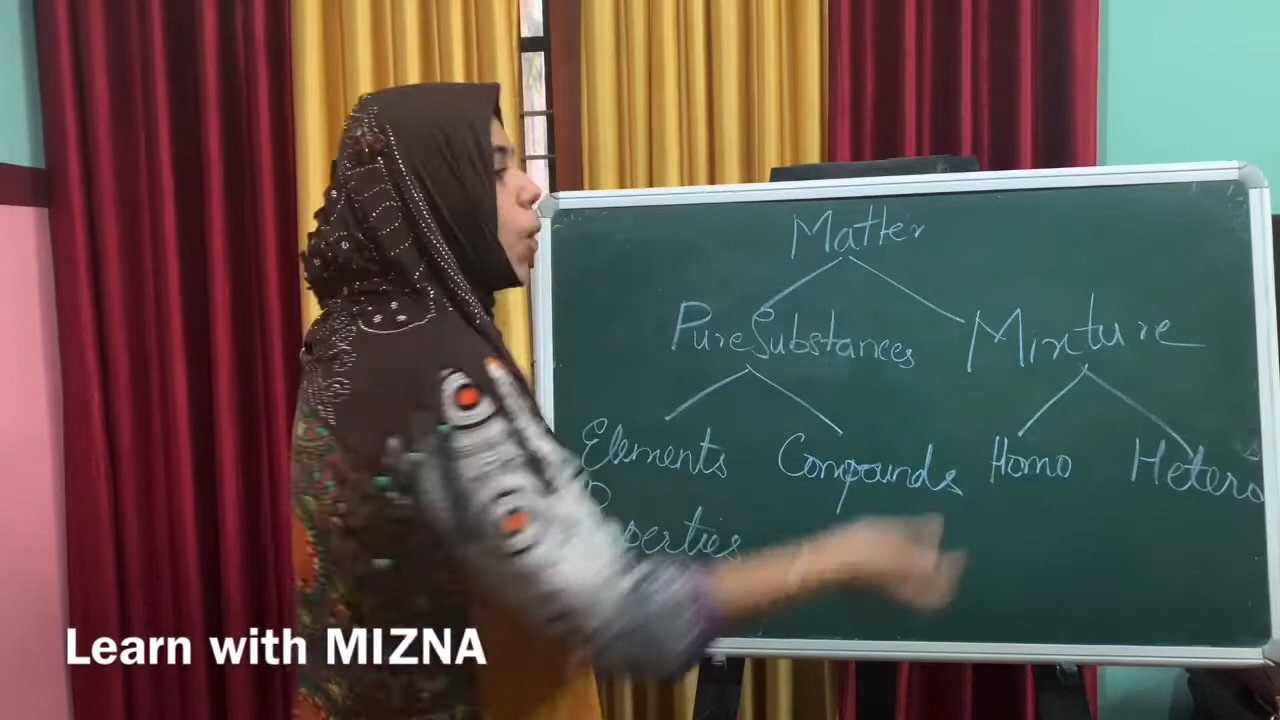 Matter
Pure Substances Mixture
Elements Compounds Homo Hetero
Learn with MIZNA